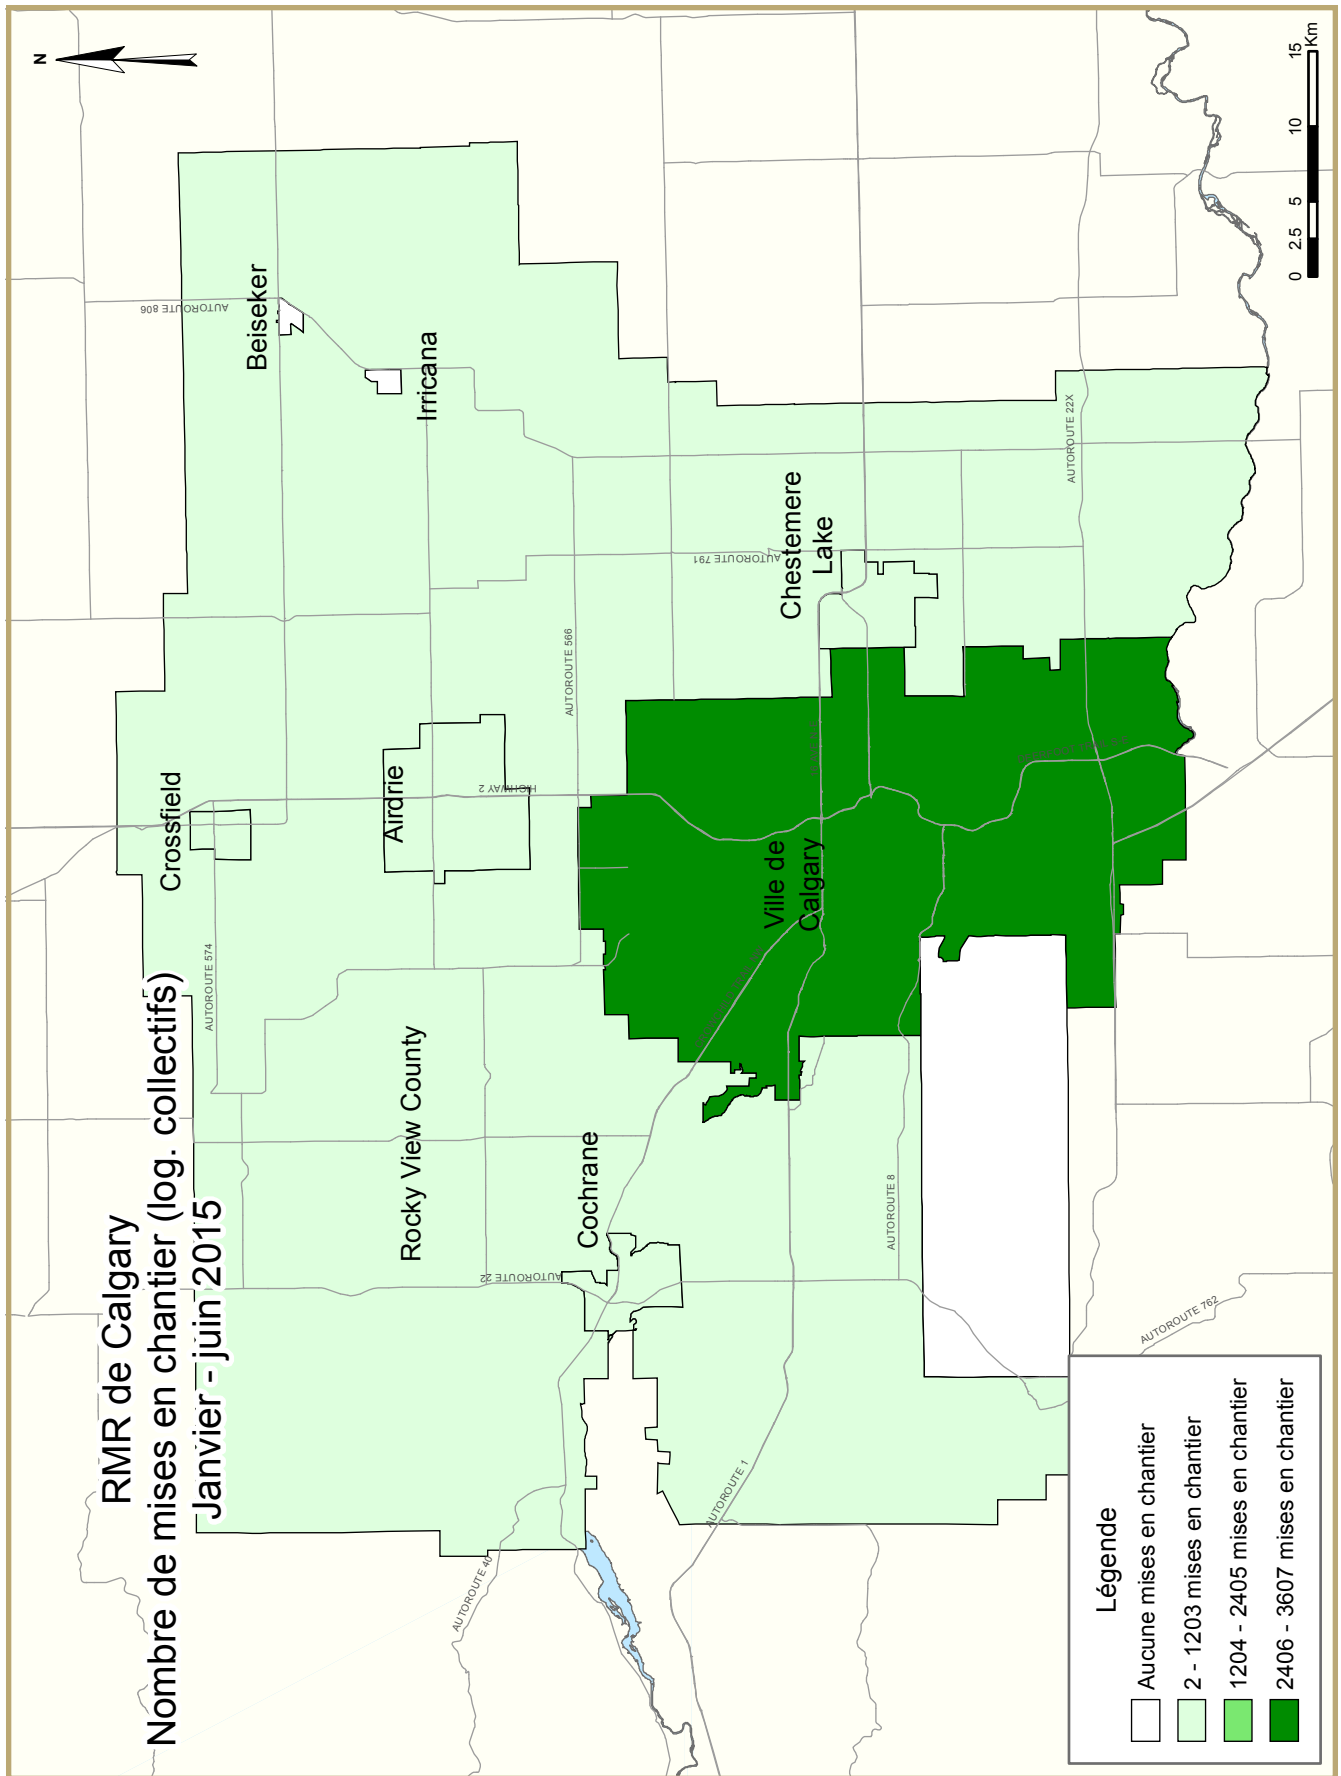 RMR de Calgary
Nombre de mises en chantier (log. collectifs)
Janvier - juin 2015
N
AUTOROUTE 806
Beiseker
Irricana
Crossfield
AUTOROUTE 574
Airdrie
HIGHWAY 2
AUTOROUTE 566
Rocky View County
AUTOROUTE 22
Cochrane
AUTOROUTE 40
AUTOROUTE 791
Chestemere
Lake
Ville de
Calgary
AUTOROUTE 1
AUTOROUTE 8
AUTOROUTE 22X
AUTOROUTE 762
Légende
Aucune mises en chantier
2 - 1203 mises en chantier
1204 - 2405 mises en chantier
2406 - 3607 mises en chantier
0 2.5 5 10 15
Km